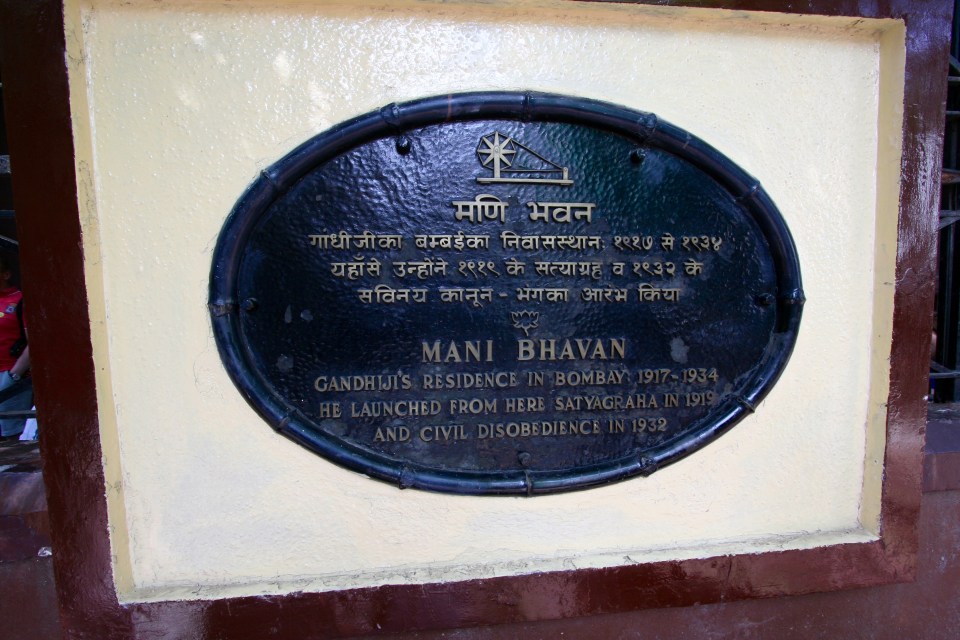 मणि भवन
गाधीजीका बम्बईका निवासस्थान: १९१७ से १९३४
यहाँसे उन्होंने १९१९ के सत्याग्रह व १९३२ के
सविनय कानून - भंगका आरंभ किया
MANI BHAVAN
GANDHIJI'S RESIDENCE IN BOMBAY: 1917-1934
HE LAUNCHED FROM HERE SATYAGRAHA IN 1919
AND CIVIL DISOBEDIENCE IN 1932